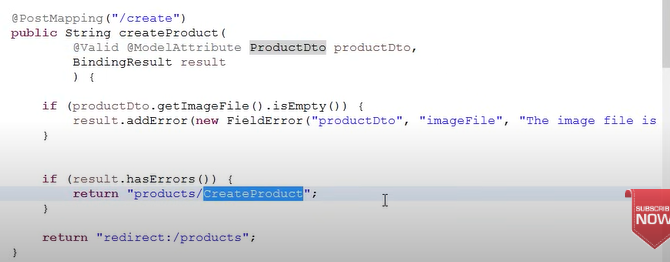 @PostMapping("/create")
public String createProduct(
@Valid @ModelAttribute ProductDto productDto,
BindingResult result
) {
if (productDto.getImageFile().isEmpty()) {
result.addError(new FieldError("productDto", "imageFile", "The image file is
}
if (result.hasErrors()) {
return "products/CreateProduct";
}
return "redirect:/products";
}
SUBSCRIBE
NOW